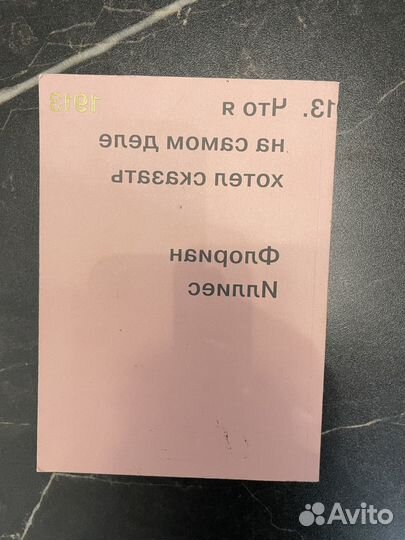 1913
13. Что я
на самом деле
хотел сказать
Флориан
Иллиес
Avito